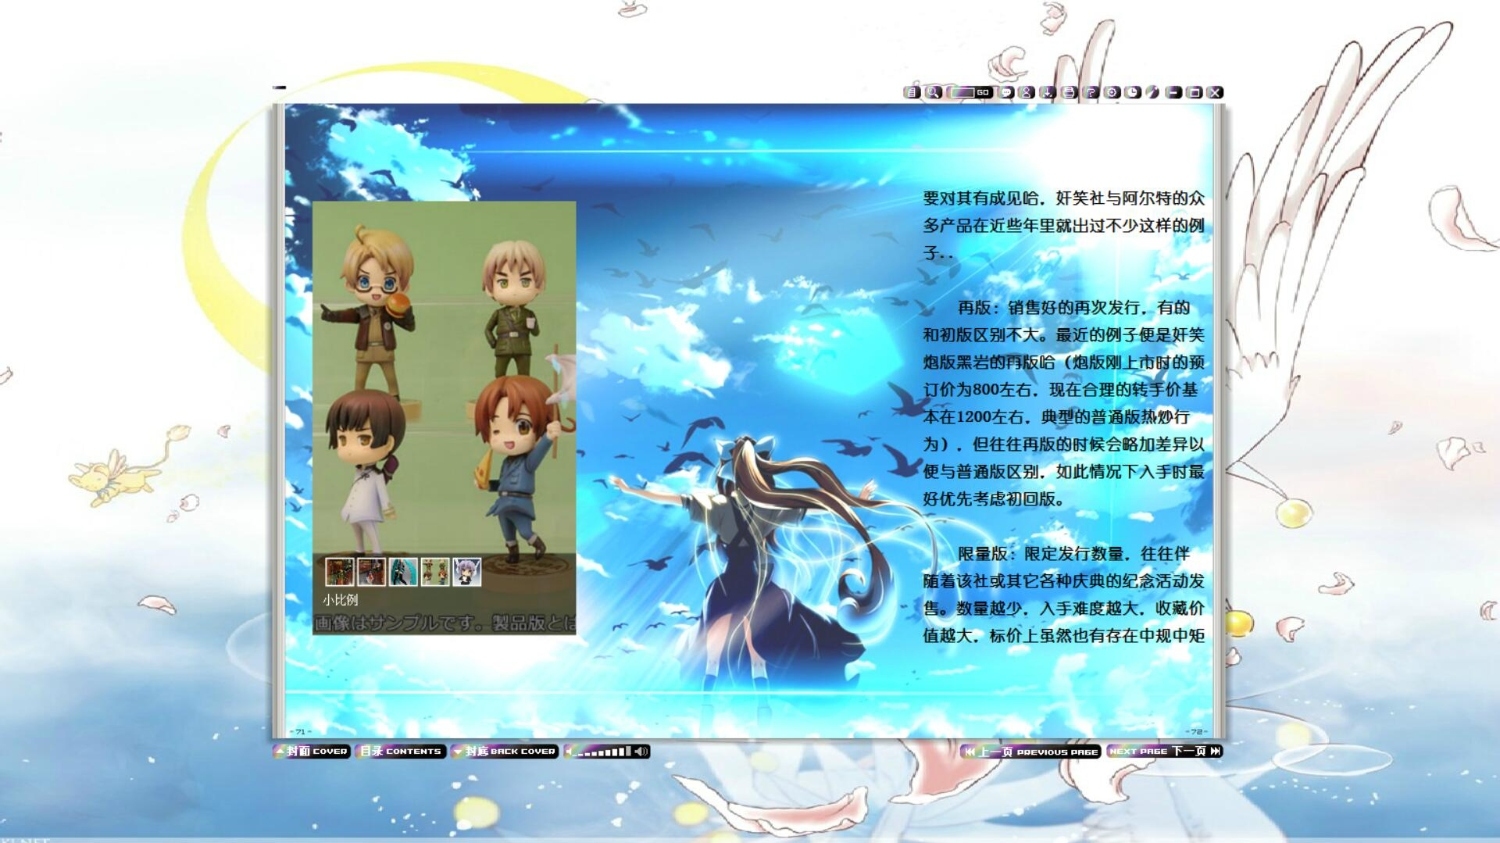 GO
要对其有成见哈．奸笑社与阿尔特的众
多产品在近些年里就出过不少这样的例
子..
再版：销售好的再次发行．有的
和初版区别不大。最近的例子便是奸笑
炮版黑岩的再版哈（炮版刚上市时的预
订价为800左右．现在合理的转手价基
本在1200左右．典型的普通版热炒行
为）．但往往再版的时候会略加差异以
便与普通版区别．如此情况下入手时最
好优先考虑初回版。
限量版：限定发行数量．往往伴
随着该社或其它各种庆典的纪念活动发
售。数量越少．入手难度越大．收藏价
值越大．标价上虽然也有存在中规中矩
小比例
画像はサンプルです。製品版とは
-71-
-72-
封面 COVER
目录 CONTENTS
封底 BACK COVER
上一页 PREVIOUS PAGE
NEXT PAGE 下一页